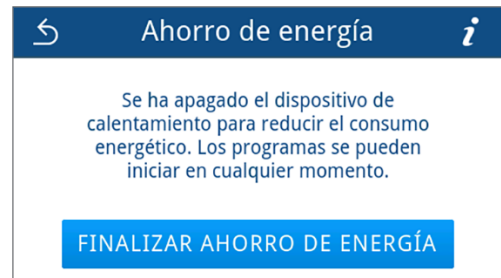 Ahorro de energía i
Se ha apagado el dispositivo de
calentamiento para reducir el consumo
energético. Los programas se pueden
iniciar en cualquier momento.
FINALIZAR AHORRO DE ENERGÍA